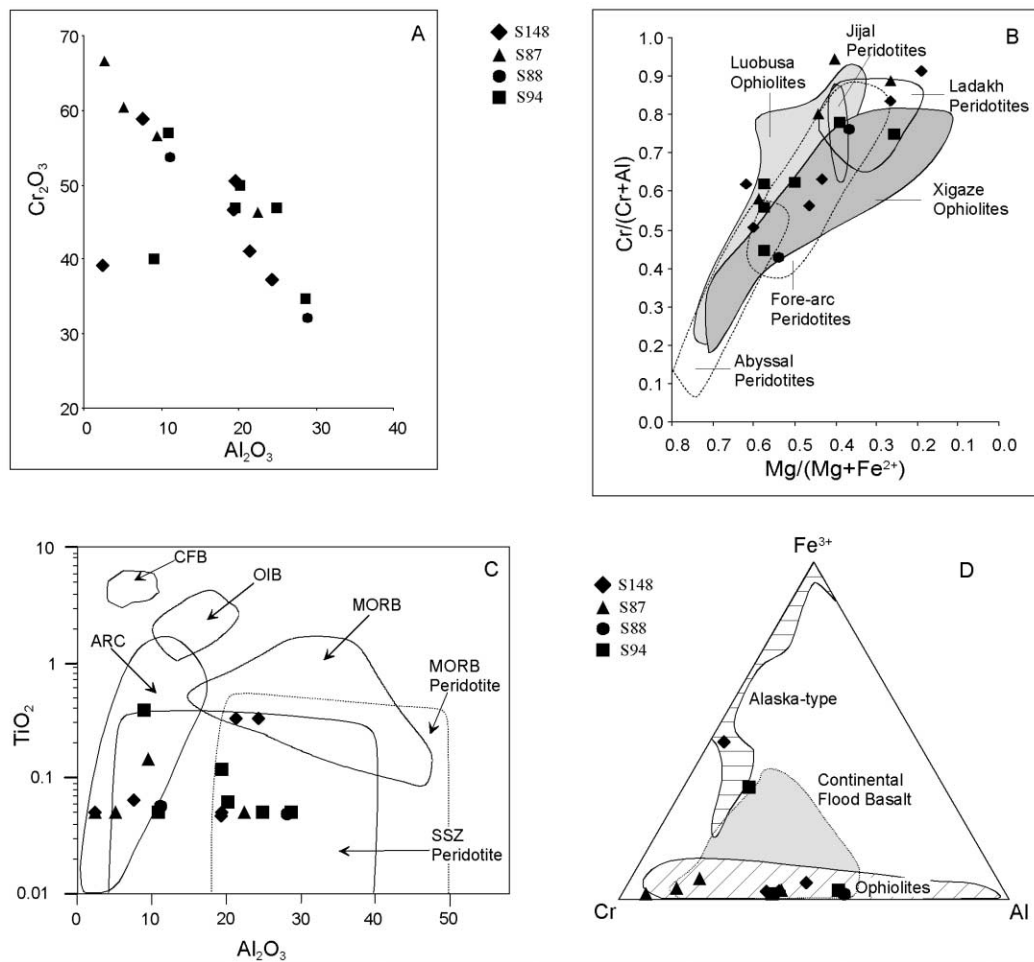 A
70
60
50
40
30
20
0
10
20
30
40
Cr₂O₃
Al₂O₃
S148
S87
S88
S94
B
1.0
0.9
0.8
0.7
0.6
0.5
0.4
0.3
0.2
0.1
0.0
0.8
0.7
0.6
0.5
0.4
0.3
0.2
0.1
0.0
Cr/(Cr+Al)
Mg/(Mg+Fe²⁺)
Jijal
Peridotites
Luobusa
Ophiolites
Ladakh
Peridotites
Xigaze
Ophiolites
Fore-arc
Peridotites
Abyssal
Peridotites
C
10
1
0.1
0.01
0
10
20
30
40
50
TiO₂
Al₂O₃
CFB
OIB
MORB
ARC
MORB
Peridotite
SSZ
Peridotite
D
Fe³⁺
S148
S87
S88
S94
Alaska-type
Continental
Flood Basalt
Ophiolites
Cr
Al